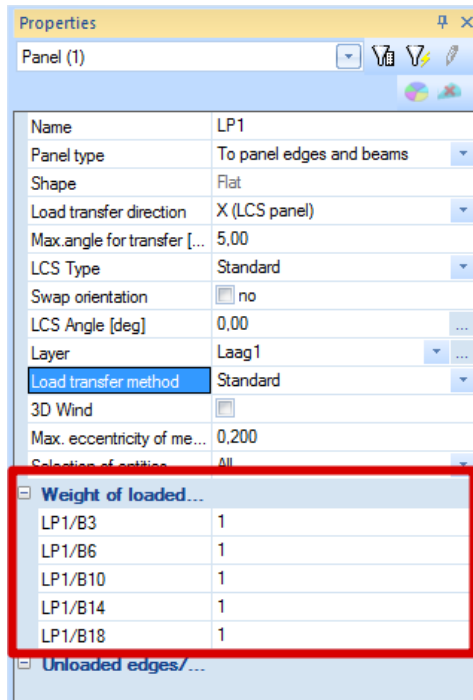 Properties
Panel (1)
Name LP1
Panel type To panel edges and beams
Shape Flat
Load transfer direction X (LCS panel)
Max.angle for transfer [... 5,00
LCS Type Standard
Swap orientation no
LCS Angle [deg] 0,00 ...
Layer Laag1 ...
Load transfer method Standard
3D Wind
Max. eccentricity of me... 0,200
Selection of entities All
Weight of loaded...
LP1/B3 1
LP1/B6 1
LP1/B10 1
LP1/B14 1
LP1/B18 1
Unloaded edges/...